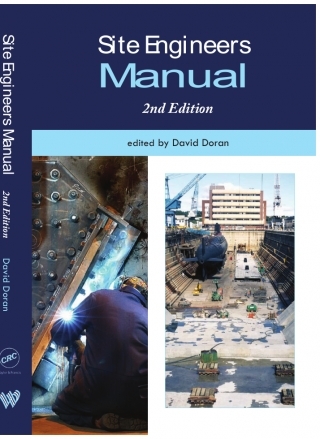 Site Engineers
Manual
2nd Edition
edited by David Doran
Site Engineers Manual
2nd Edition
David Doran
CRC